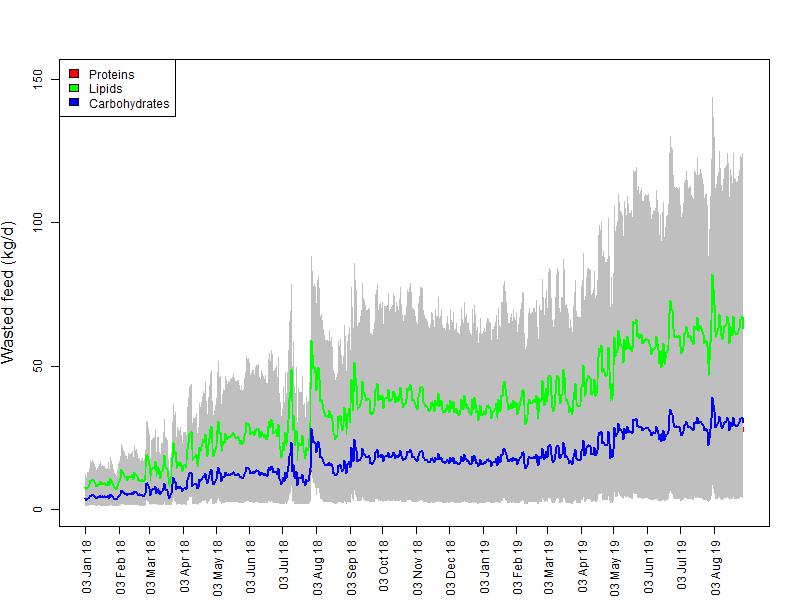 Proteins
Lipids
Carbohydrates
Wasted feed (kg/d)
150
100
50
0
03 Jan 18
03 Feb 18
03 Mar 18
03 Apr 18
03 May 18
03 Jun 18
03 Jul 18
03 Aug 18
03 Sep 18
03 Oct 18
03 Nov 18
03 Dec 18
03 Jan 19
03 Feb 19
03 Mar 19
03 Apr 19
03 May 19
03 Jun 19
03 Jul 19
03 Aug 19